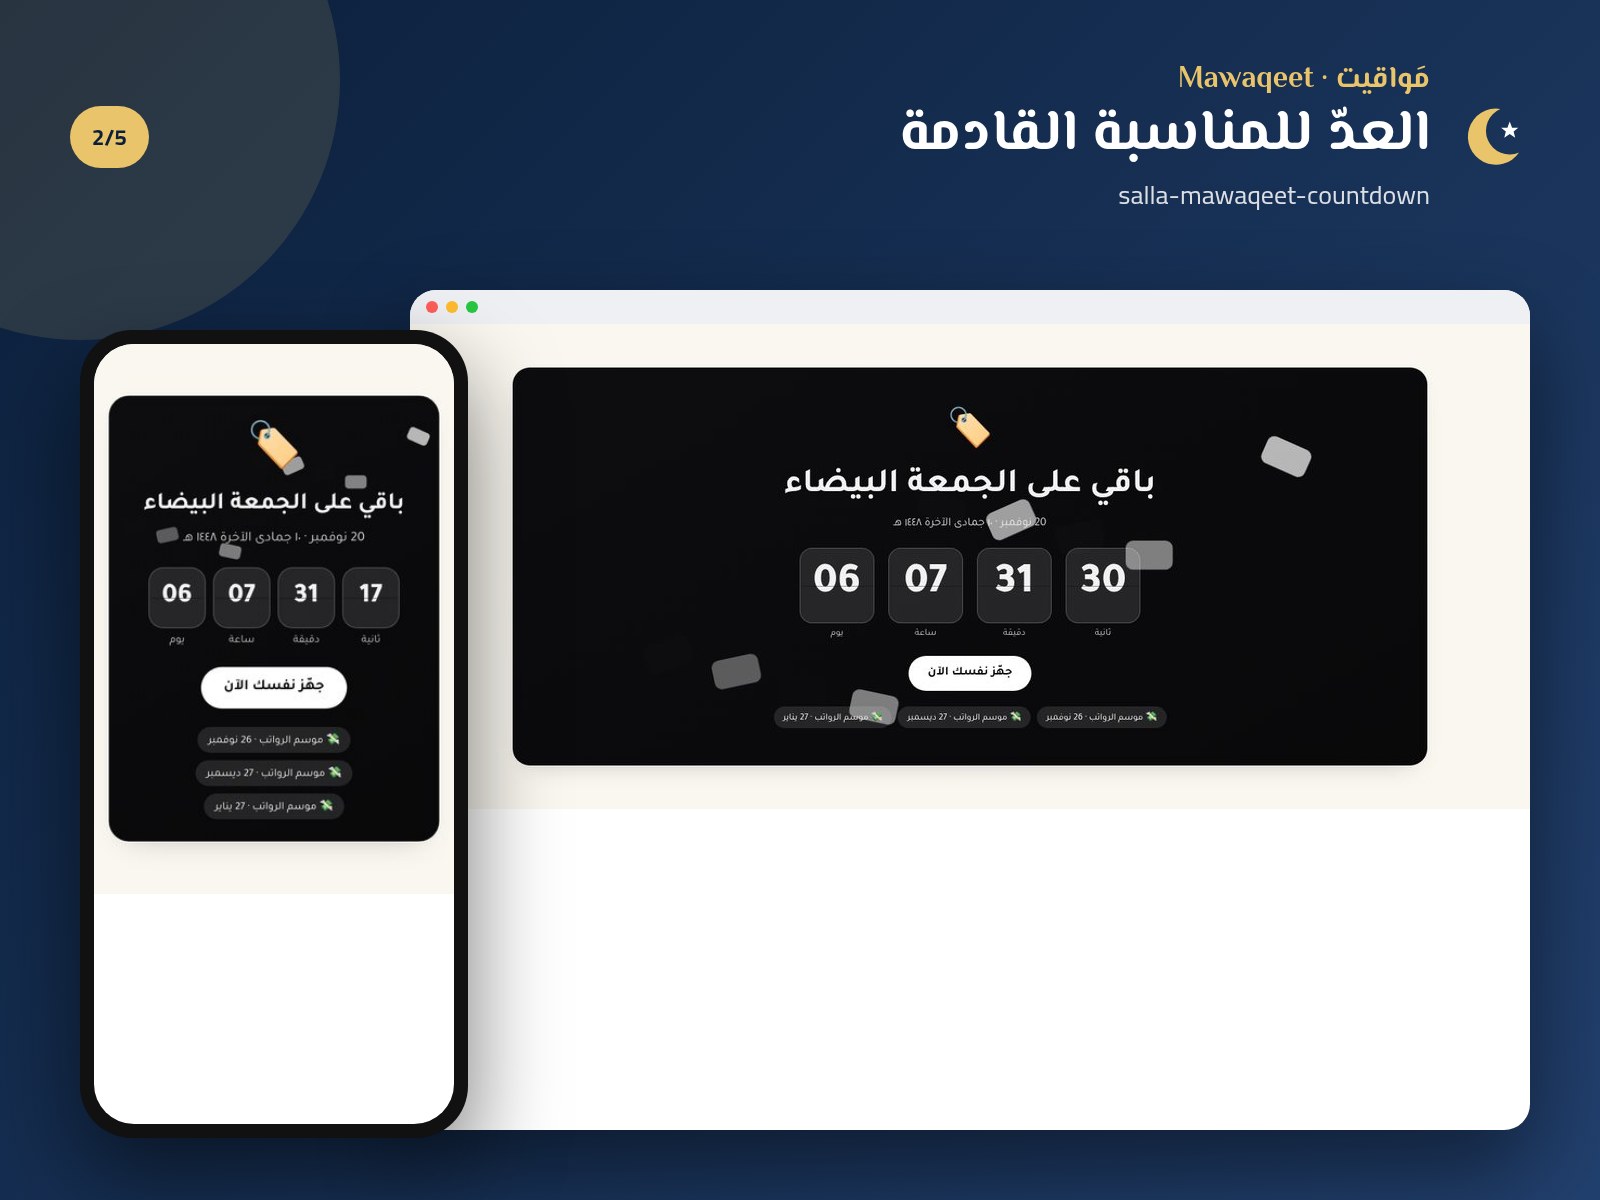 مَواقيت · Mawaqeet
العدّ للمناسبة القادمة
salla-mawaqeet-countdown
2/5
باقي على الجمعة البيضاء
20 نوفمبر · ١٠ جمادى الآخرة ١٤٤٨ هـ
06 07 31 30
يوم ساعة دقيقة ثانية
جهّز نفسك الآن
موسم الرواتب · 26 نوفمبر
موسم الرواتب · 27 ديسمبر
موسم الرواتب · 27 يناير
باقي على الجمعة البيضاء
20 نوفمبر · ١٠ جمادى الآخرة ١٤٤٨ هـ
06 07 31 17
يوم ساعة دقيقة ثانية
جهّز نفسك الآن
موسم الرواتب · 26 نوفمبر
موسم الرواتب · 27 ديسمبر
موسم الرواتب · 27 يناير